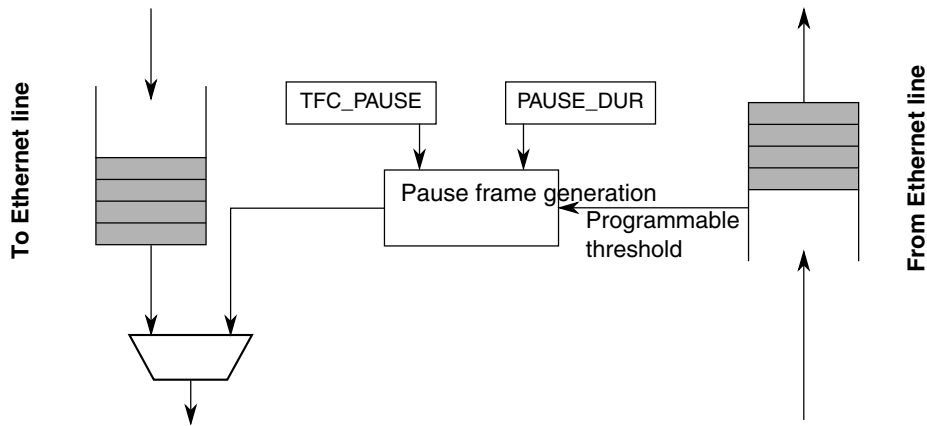 To Ethernet line
TFC_PAUSE
PAUSE_DUR
Pause frame generation
Programmable
threshold
From Ethernet line